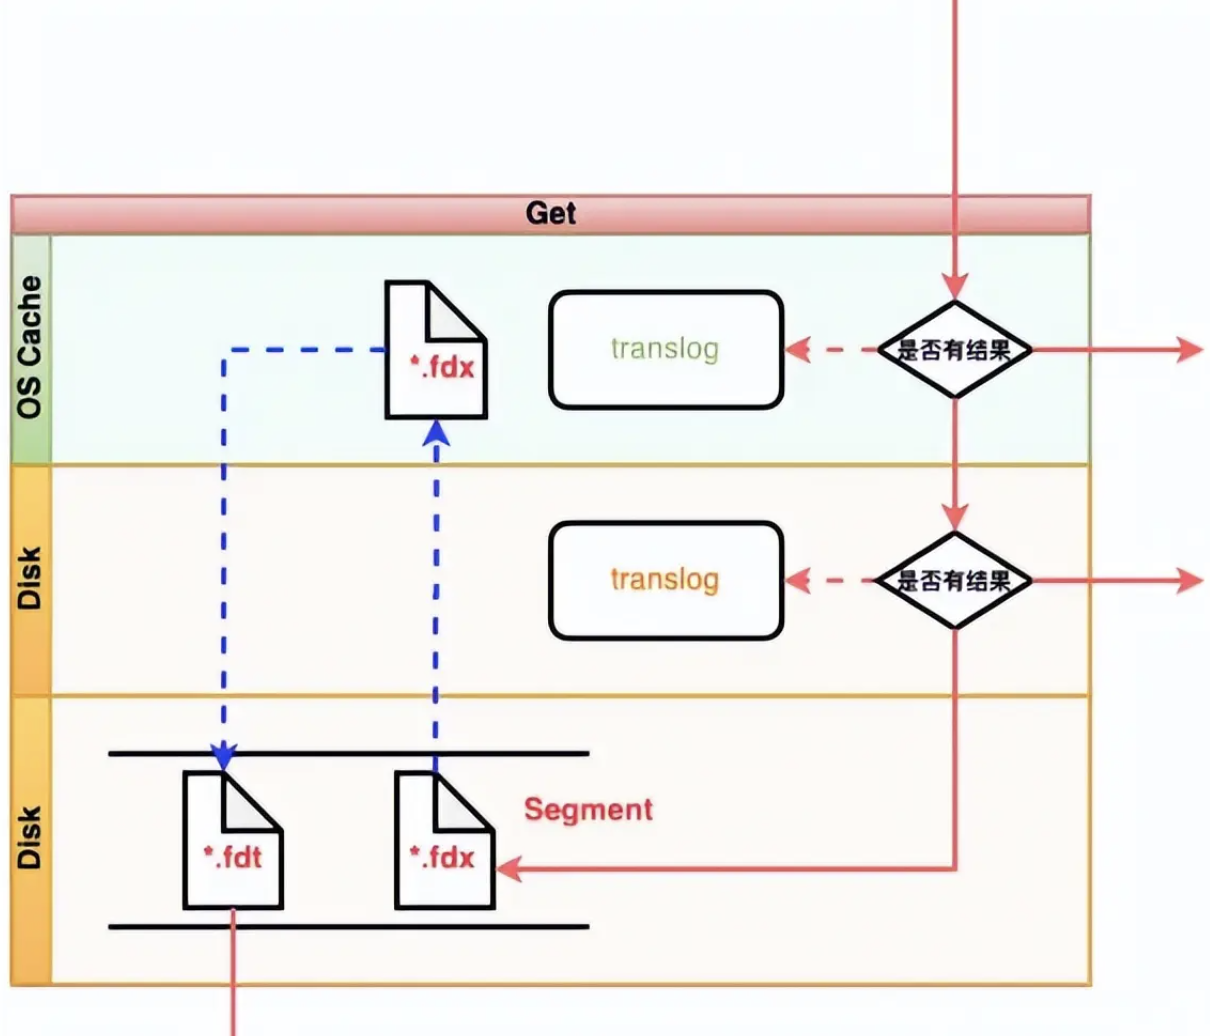 Get
OS Cache
*.fdx
translog
是否有结果
Disk
translog
是否有结果
Disk
Segment
*.fdt
*.fdx